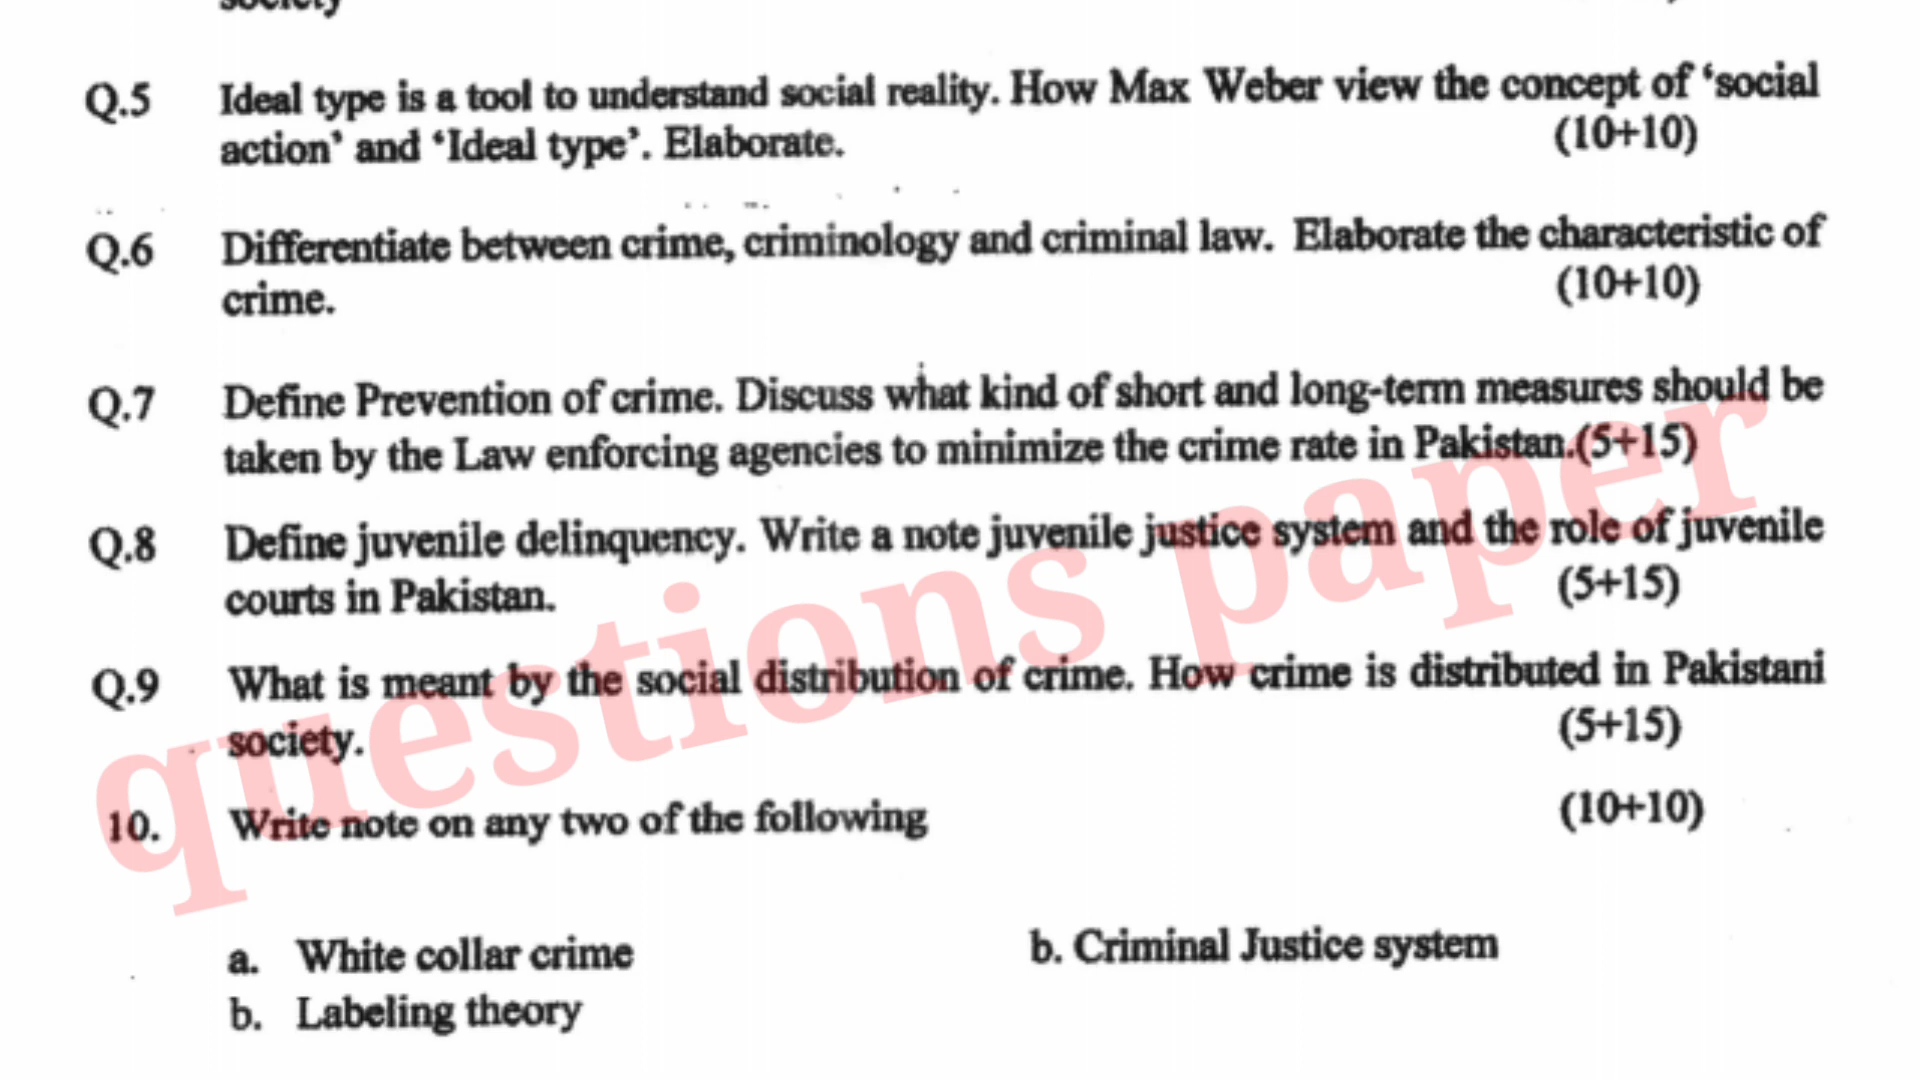 society
Q.5 Ideal type is a tool to understand social reality. How Max Weber view the concept of ‘social
action’ and ‘Ideal type’. Elaborate. (10+10)
Q.6 Differentiate between crime, criminology and criminal law. Elaborate the characteristic of
crime. (10+10)
Q.7 Define Prevention of crime. Discuss what kind of short and long-term measures should be
taken by the Law enforcing agencies to minimize the crime rate in Pakistan.(5+15)
Q.8 Define juvenile delinquency. Write a note juvenile justice system and the role of juvenile
courts in Pakistan. (5+15)
Q.9 What is meant by the social distribution of crime. How crime is distributed in Pakistani
society. (5+15)
10. Write note on any two of the following (10+10)
a. White collar crime b. Criminal Justice system
b. Labeling theory
questions paper